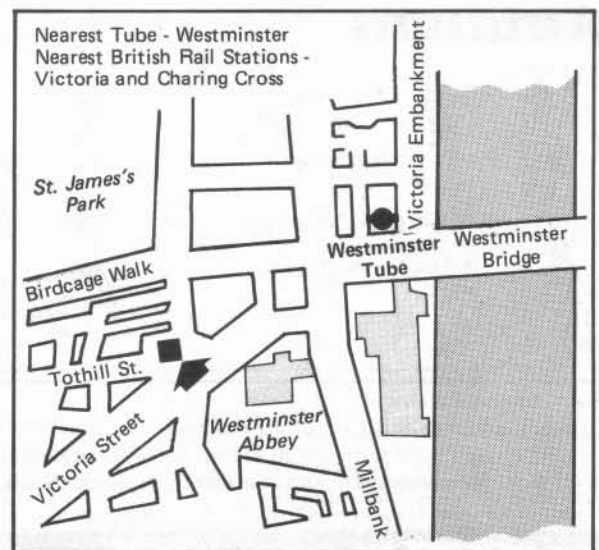 Nearest Tube - Westminster
Nearest British Rail Stations -
Victoria and Charing Cross
Victoria Embankment
St. James's
Park
Westminster
Tube
Westminster
Bridge
Birdcage Walk
Tothill St.
Victoria Street
Westminster
Abbey
Millbank